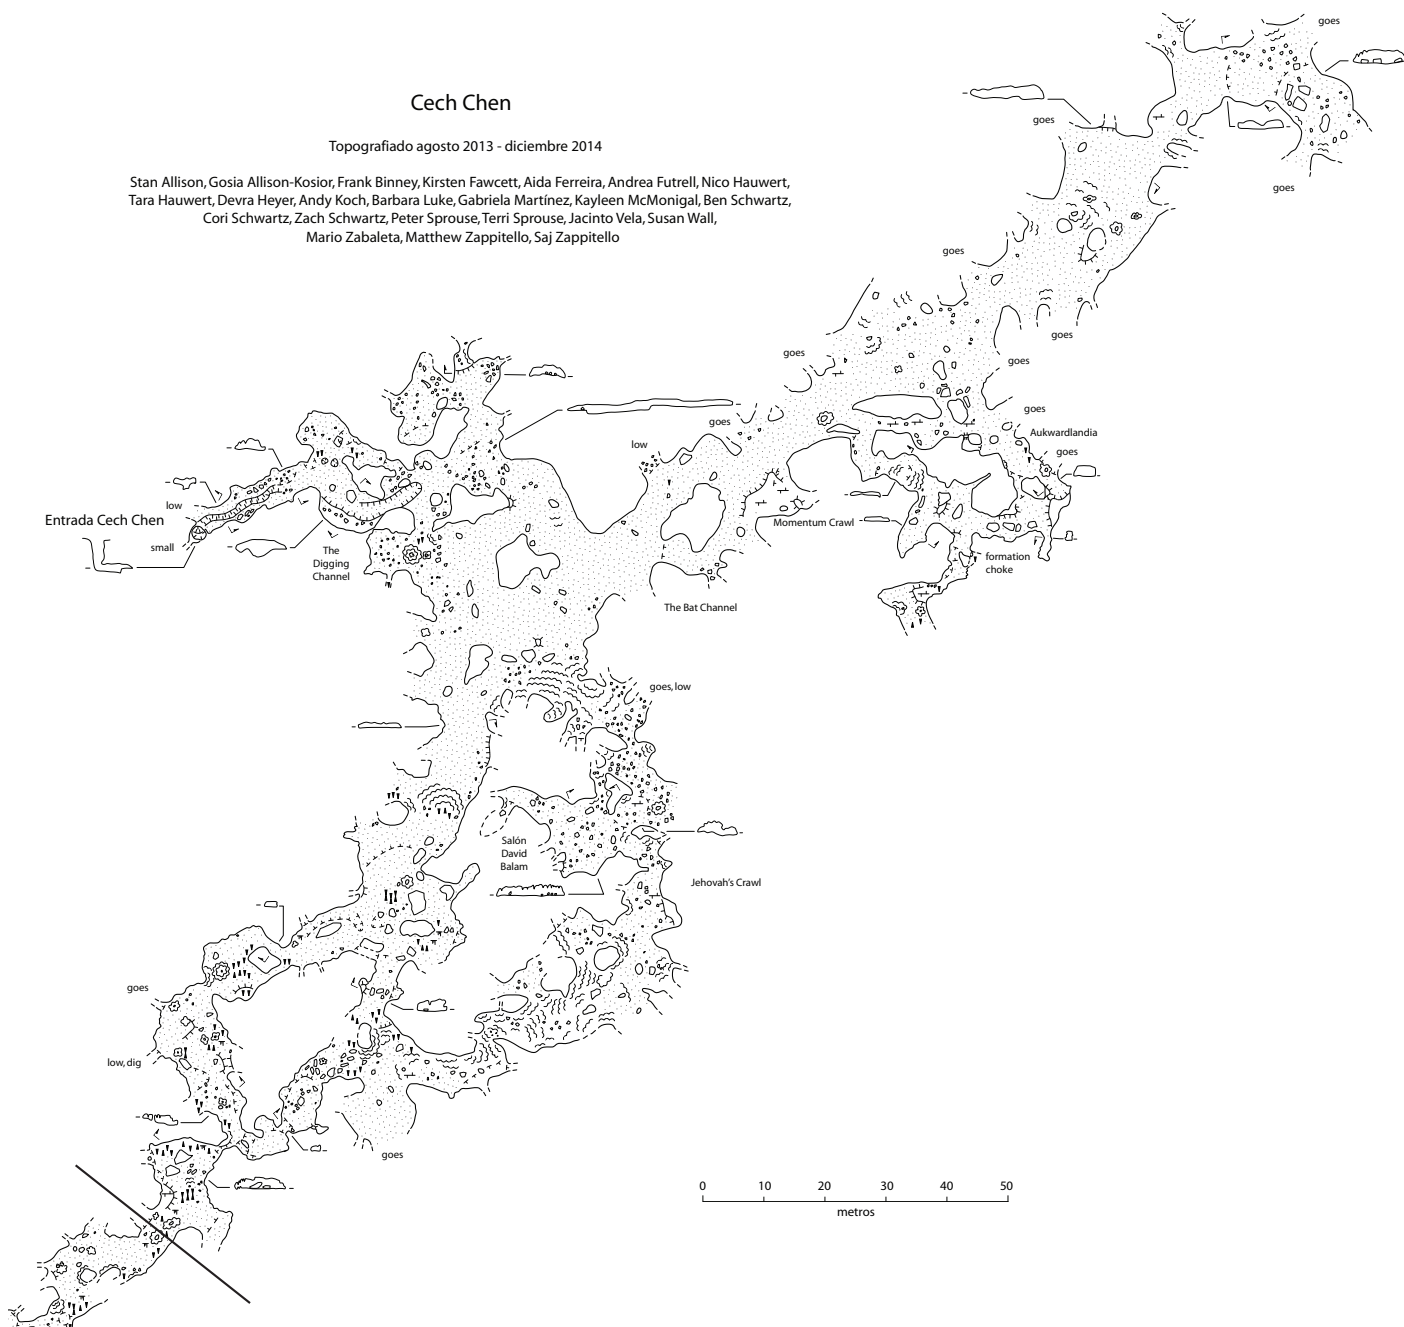 Cech Chen
Topografiado agosto 2013 - diciembre 2014
Stan Allison, Gosia Allison-Kosior, Frank Binney, Kirsten Fawcett, Aida Ferreira, Andrea Futrell, Nico Hauwert,
Tara Hauwert, Devra Heyer, Andy Koch, Barbara Luke, Gabriela Martínez, Kayleen McMonigal, Ben Schwartz,
Cori Schwartz, Zach Schwartz, Peter Sprouse, Terri Sprouse, Jacinto Vela, Susan Wall,
Mario Zabaleta, Matthew Zappitello, Saj Zappitello
goes
goes
goes
goes
goes
goes
goes
goes
goes
Aukwardlandia
goes
low
goes
low
Entrada Cech Chen
small
The
Digging
Channel
Momentum Crawl
formation
choke
The Bat Channel
goes, low
Salón
David
Balam
Jehovah's Crawl
goes
low, dig
goes
0 10 20 30 40 50
metros